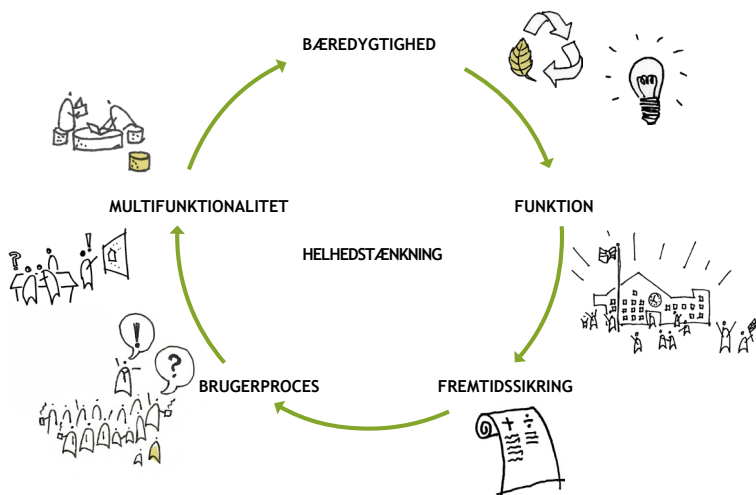 BÆREDYGTIGHED
MULTIFUNKTIONALITET
FUNKTION
HELHEDSTÆNKNING
BRUGERPROCES
FREMTIDSSIKRING
?
!
!
?